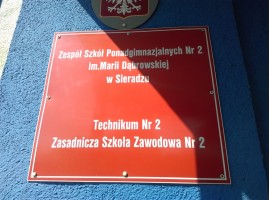 Zespół Szkół Ponadgimnazjalnych Nr 2
im.Marii Dąbrowskiej
w Sieradzu
Technikum Nr 2
Zasadnicza Szkoła Zawodowa Nr 2